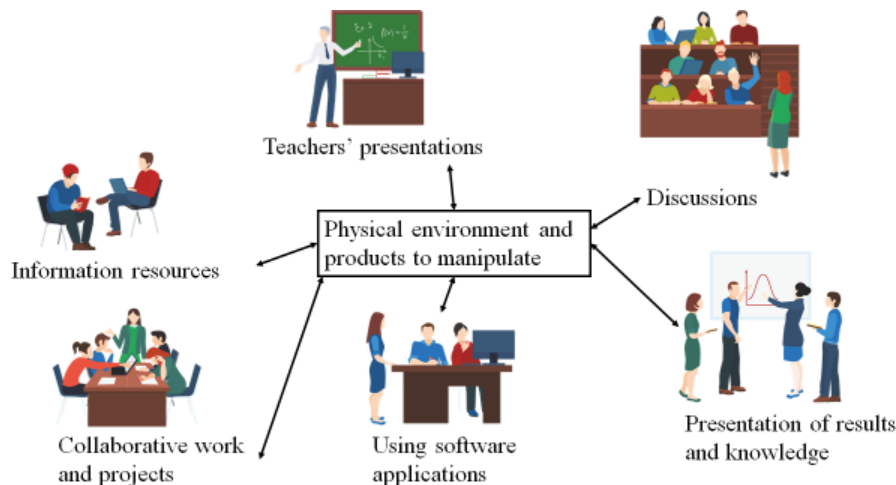 Teachers' presentations
Discussions
Physical environment and
products to manipulate
Information resources
Collaborative work
and projects
Using software
applications
Presentation of results
and knowledge